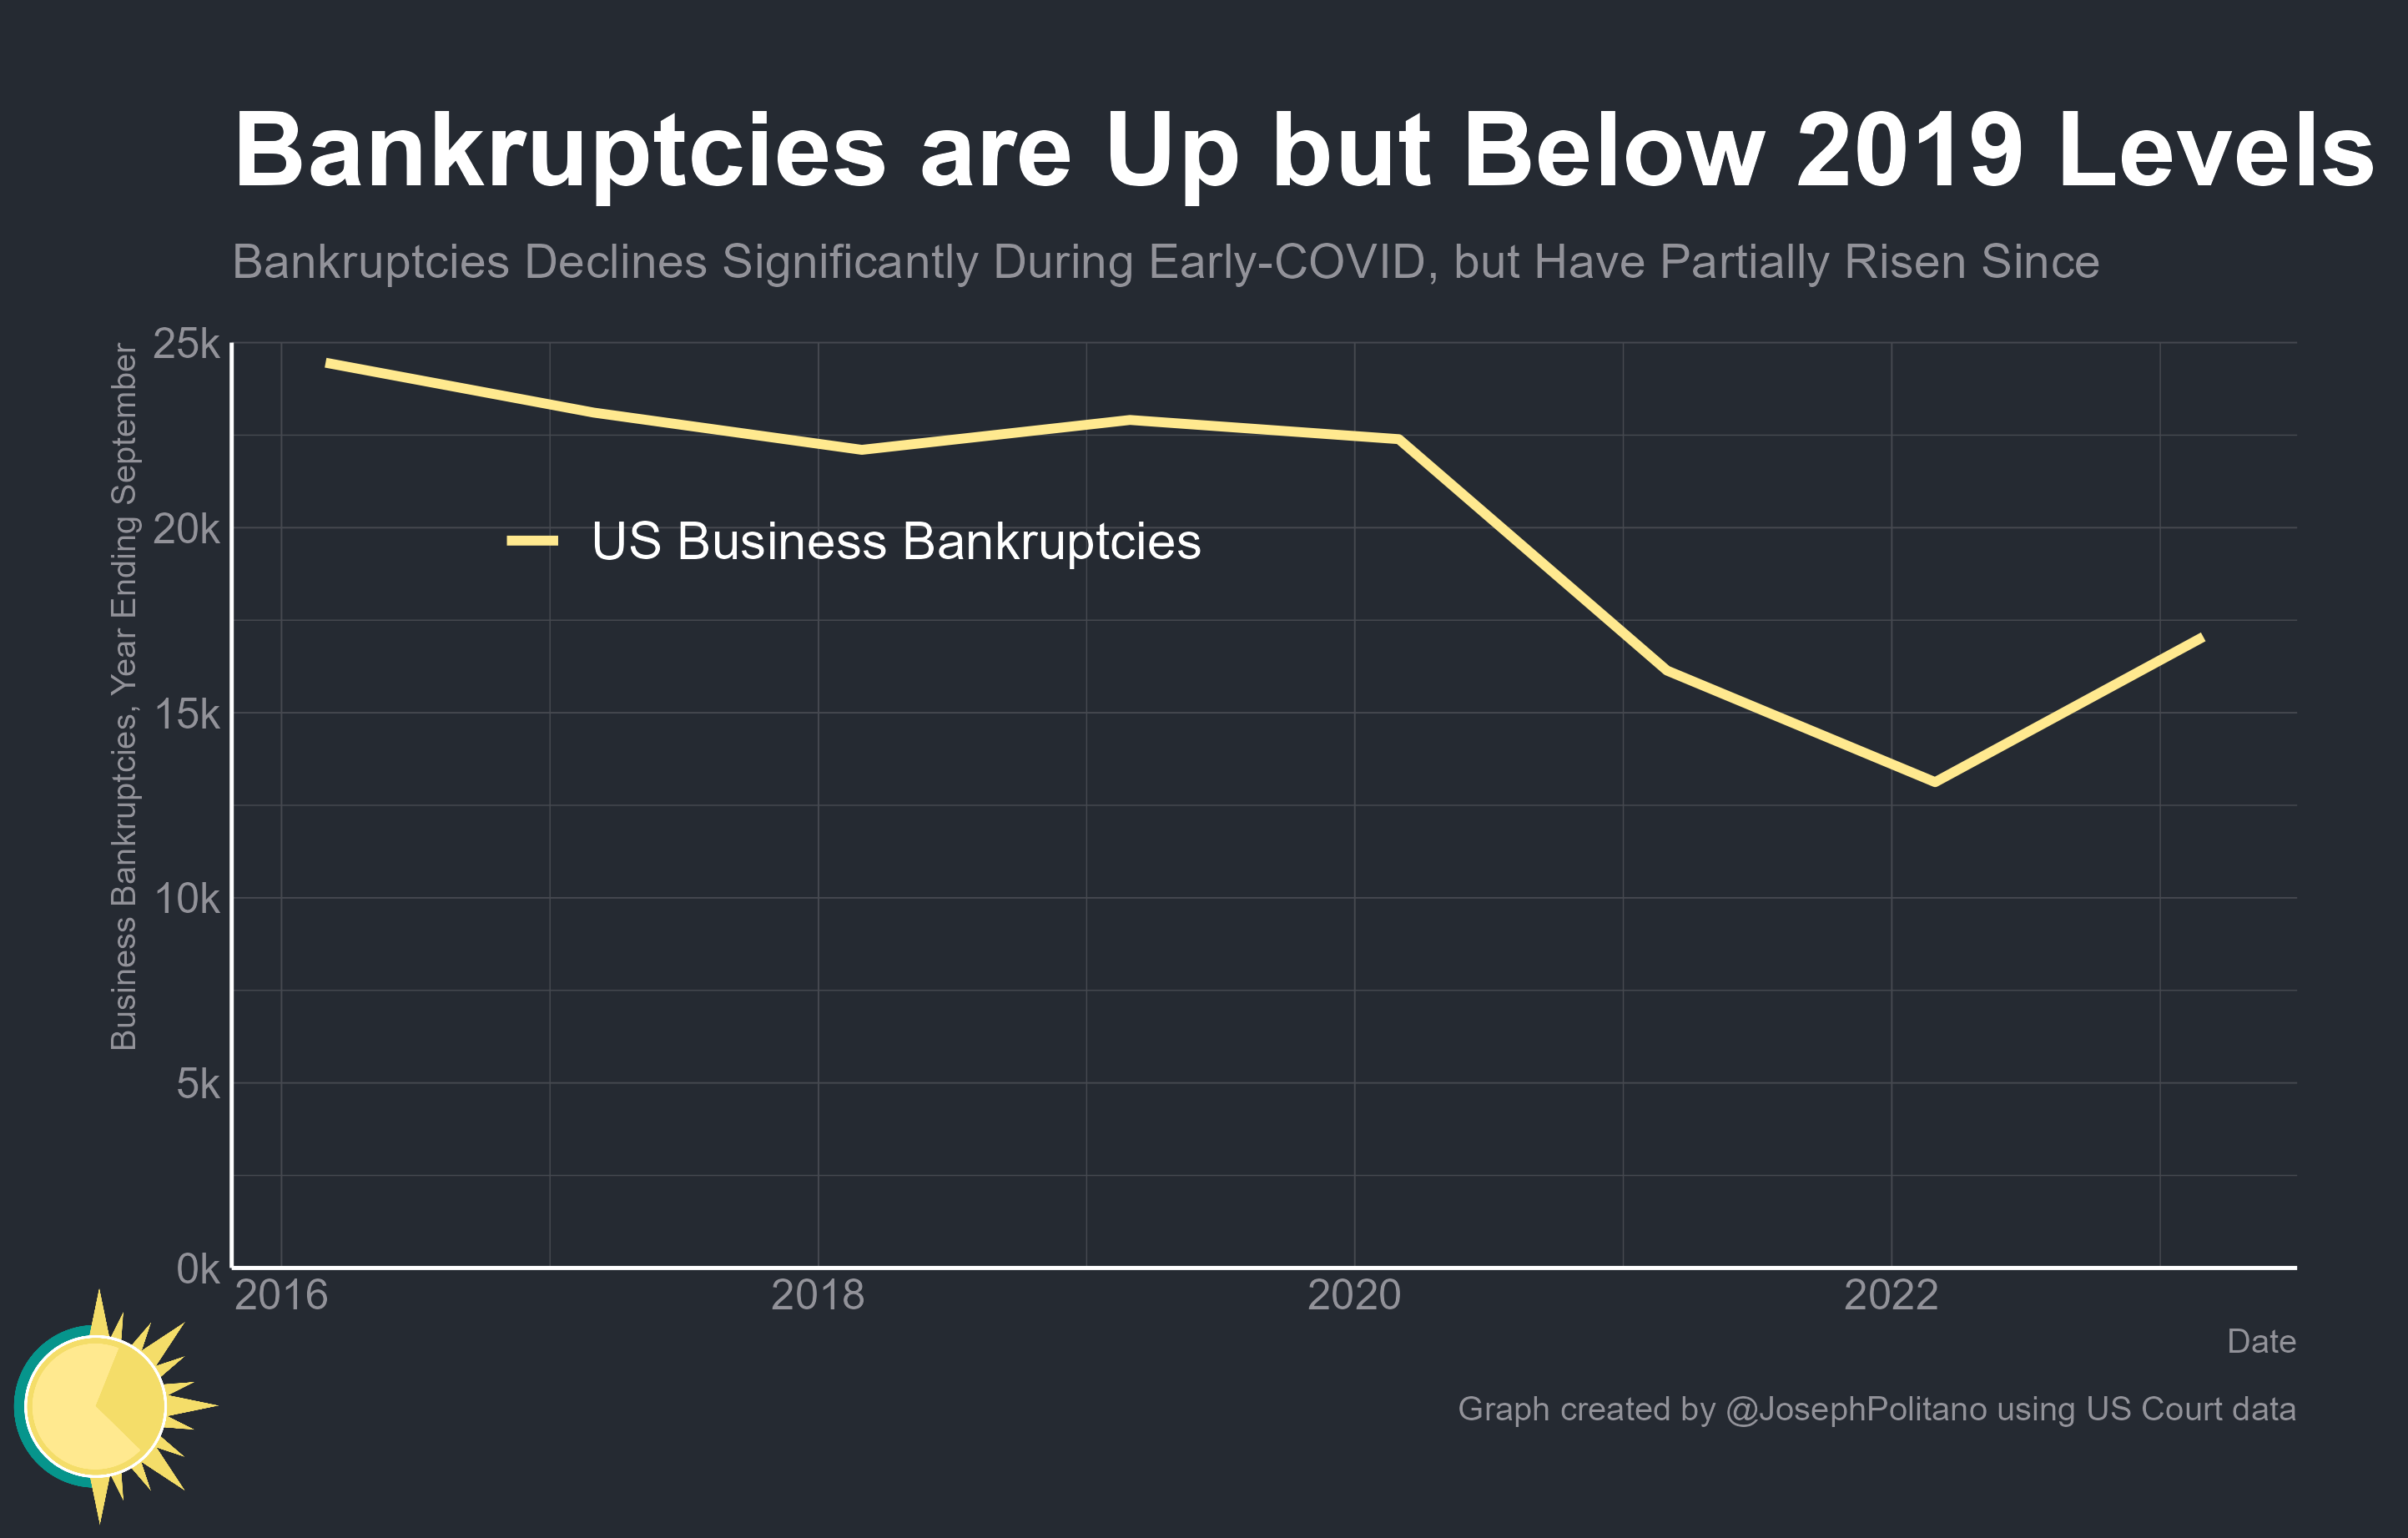 Bankruptcies are Up but Below 2019 Levels
Bankruptcies Declines Significantly During Early-COVID, but Have Partially Risen Since
Business Bankruptcies, Year Ending September
25k
20k
15k
10k
5k
0k
US Business Bankruptcies
2016
2018
2020
2022
Date
Graph created by @JosephPolitano using US Court data